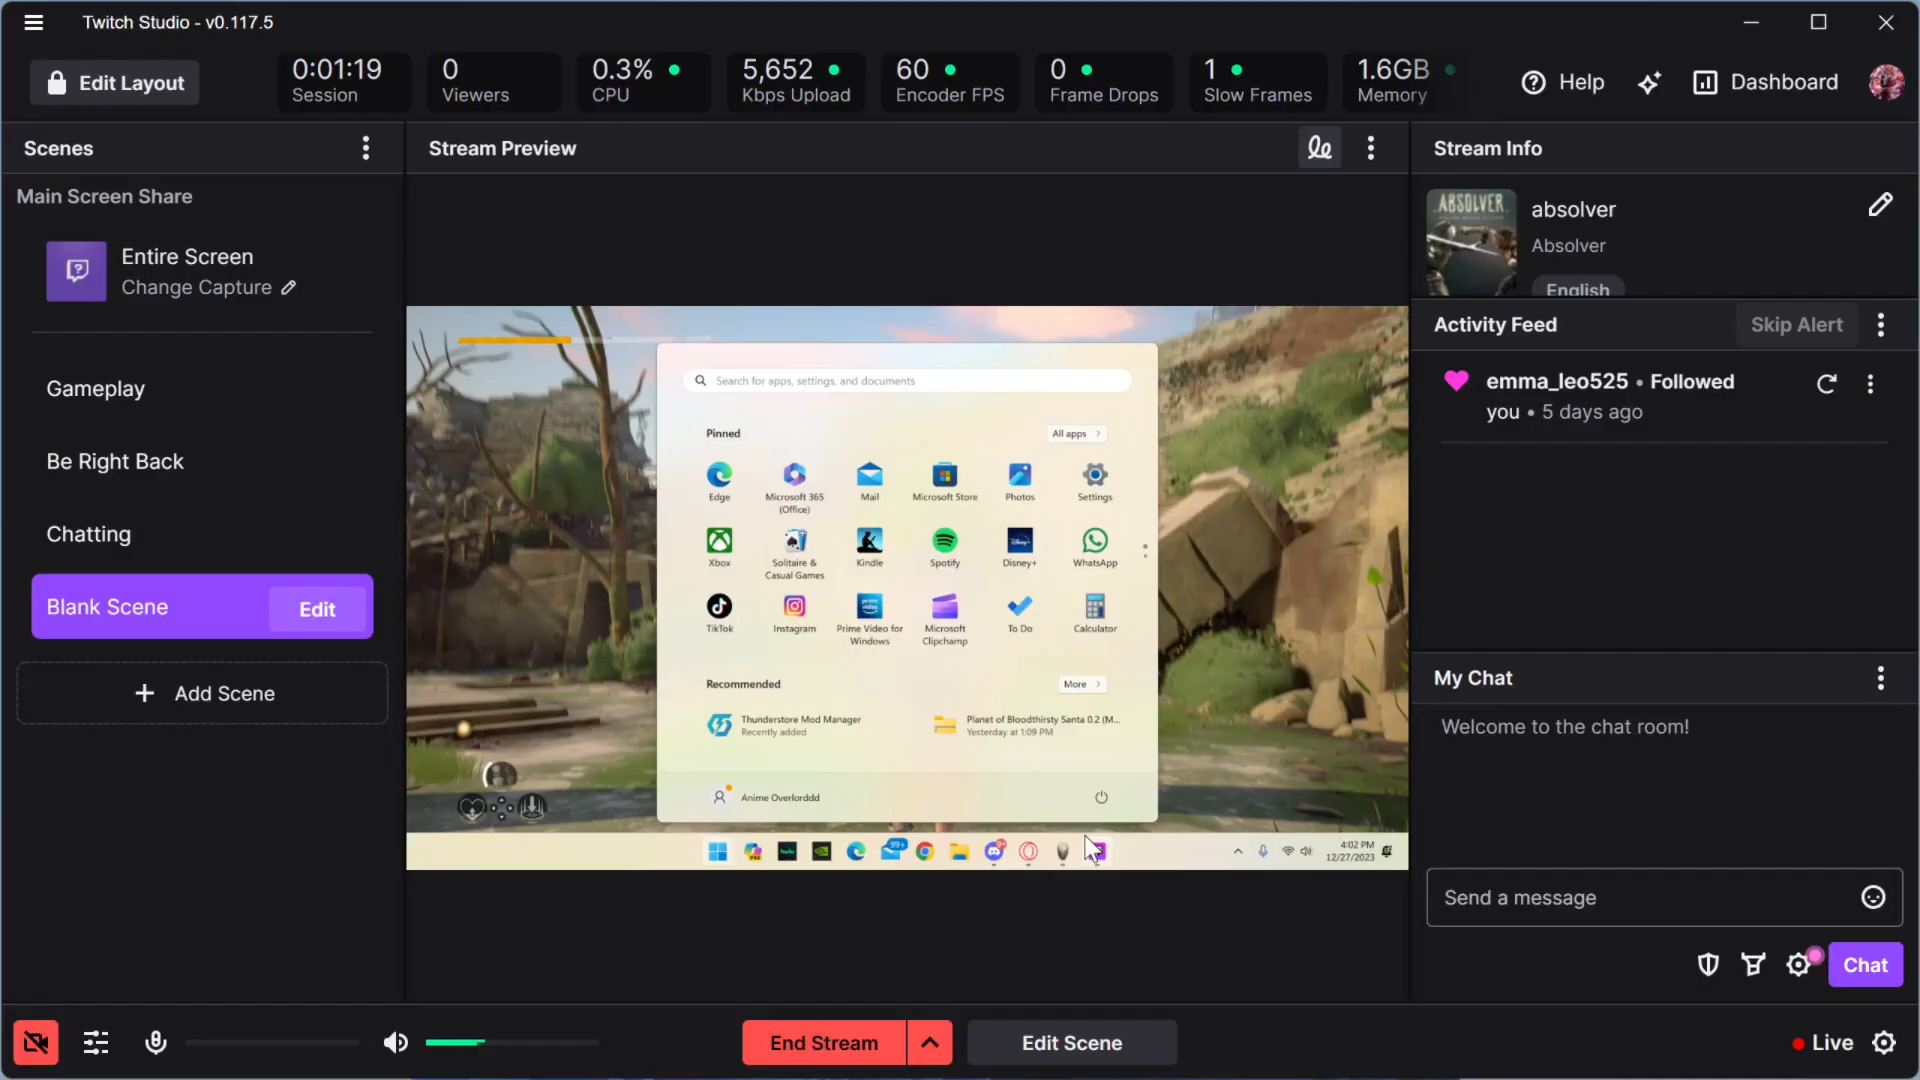 Twitch Studio - v0.117.5
Edit Layout
0:01:19
Session
0
Viewers
0.3%
CPU
5,652
Kbps Upload
60
Encoder FPS
0
Frame Drops
1
Slow Frames
1.6GB
Memory
Help
Dashboard
Scenes
Main Screen Share
Entire Screen
Change Capture
Gameplay
Be Right Back
Chatting
Blank Scene
Edit
+ Add Scene
Stream Preview
Search for apps, settings, and documents
Pinned
All apps >
Edge
Microsoft 365
(Office)
Mail
Microsoft Store
Photos
Settings
Xbox
Solitaire &
Casual Games
Kindle
Spotify
Disney+
WhatsApp
TikTok
Instagram
Prime Video for
Windows
Microsoft
Clipchamp
To Do
Calculator
Recommended
More >
Thunderstore Mod Manager
Recently added
Planet of Bloodthirsty Santa 0.2 (M...
Yesterday at 1:09 PM
Anime Overlorddd
99+
4:02 PM
12/27/2023
Stream Info
ABSOLVER
absolver
Absolver
English
Activity Feed
Skip Alert
emma_leo525 • Followed
you • 5 days ago
My Chat
Welcome to the chat room!
Send a message
Chat
End Stream
Edit Scene
Live